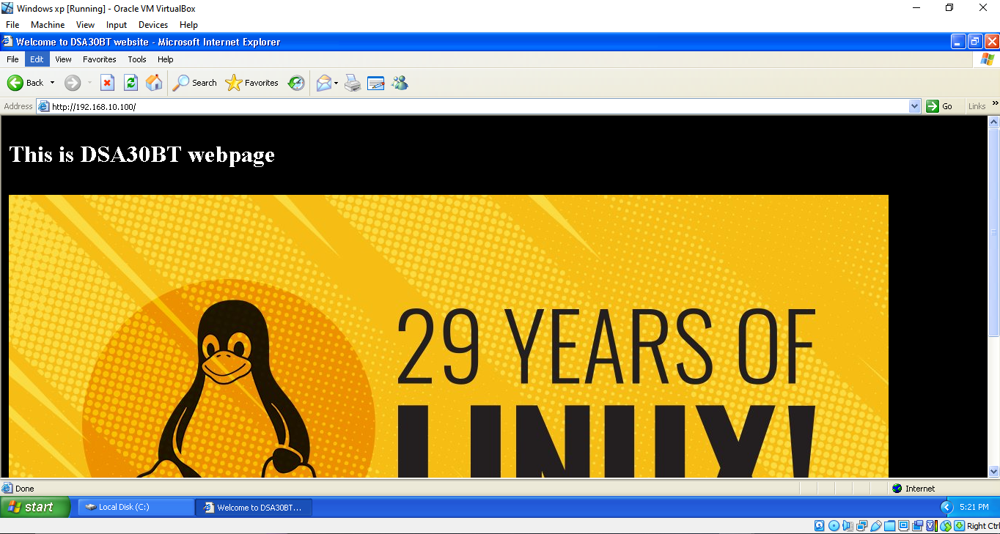 Windows xp [Running] - Oracle VM VirtualBox
File Machine View Input Devices Help
Welcome to DSA30BT website - Microsoft Internet Explorer
File Edit View Favorites Tools Help
Back Search Favorites
Address http://192.168.10.100/ Go Links »
This is DSA30BT webpage
29 YEARS OF
LINUX!
Done Internet
start Local Disk (C:) Welcome to DSA30BT... 5:21 PM
Right Ctrl